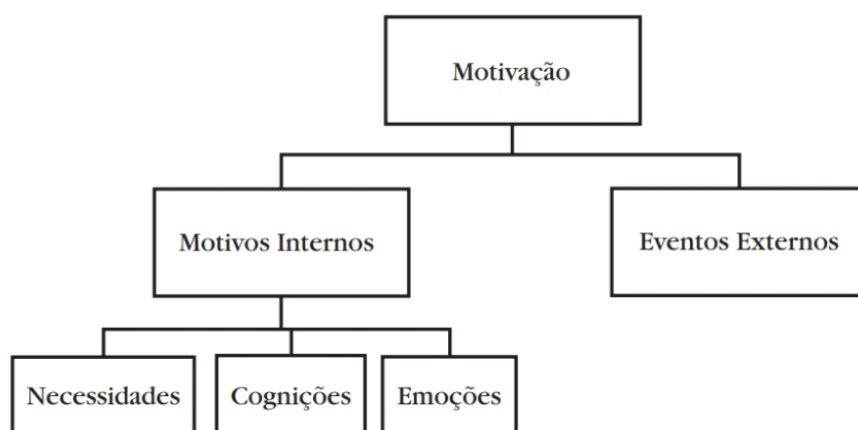 Motivação
Motivos Internos
Eventos Externos
Necessidades
Cognições
Emoções